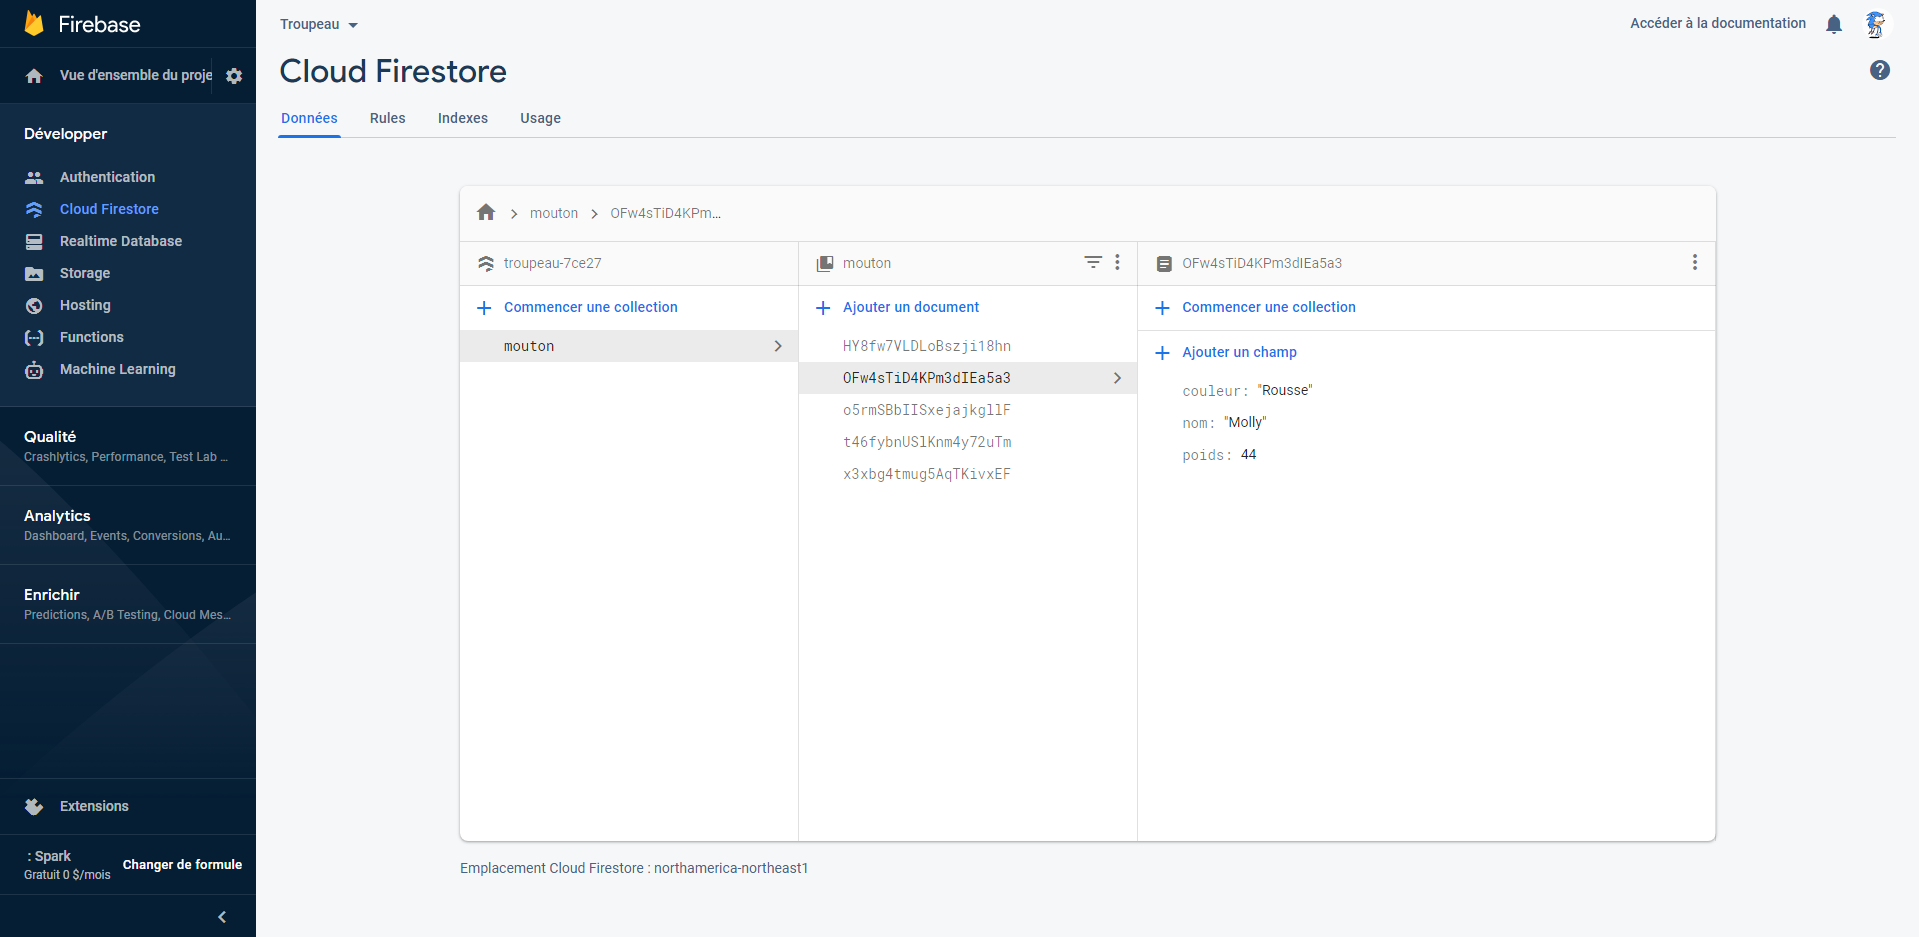 Firebase
Vue d'ensemble du proje
Développer
Authentication
Cloud Firestore
Realtime Database
Storage
Hosting
Functions
Machine Learning
Qualité
Crashlytics, Performance, Test Lab ...
Analytics
Dashboard, Events, Conversions, Au...
Enrichir
Predictions, A/B Testing, Cloud Mes...
Extensions
: Spark
Gratuit 0 $/mois
Changer de formule
Troupeau
Accéder à la documentation
Cloud Firestore
Données Rules Indexes Usage
mouton OFw4sTiD4KPm...
troupeau-7ce27
Commencer une collection
mouton
mouton
Ajouter un document
HY8fw7VLDLoBszji18hn
OFw4sTiD4KPm3dIEa5a3
o5rmSBbIISxejajkgllF
t46fybnUSlKnm4y72uTm
x3xbg4tmug5AqTKivxEF
OFw4sTiD4KPm3dIEa5a3
Commencer une collection
Ajouter un champ
couleur: "Rousse"
nom: "Molly"
poids: 44
Emplacement Cloud Firestore : northamerica-northeast1